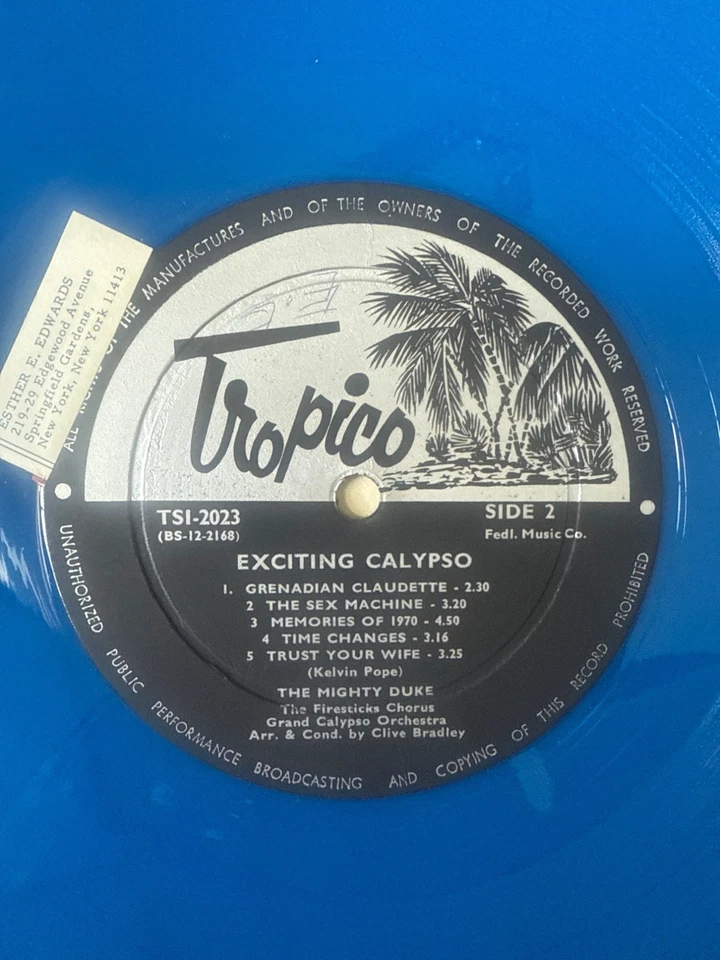 ALL RIGHTS OF THE MANUFACTURES AND OF THE OWNERS OF THE RECORDED WORK RESERVED
ESTHER E. EDWARDS
219-29 Edgewood Avenue
Springfield Gardens,
New York, New York 11413
Tropico
TSI-2023
(BS-12-2168)
SIDE 2
Fedl. Music Co.
EXCITING CALYPSO
1. GRENADIAN CLAUDETTE - 2.30
2 THE SEX MACHINE - 3.20
3 MEMORIES OF 1970 - 4.50
4 TIME CHANGES - 3.16
5 TRUST YOUR WIFE - 3.25
(Kelvin Pope)
THE MIGHTY DUKE
The Firesticks Chorus
Grand Calypso Orchestra
Arr. & Cond. by Clive Bradley
UNAUTHORIZED PUBLIC PERFORMANCE BROADCASTING AND COPYING OF THIS RECORD PROHIBITED